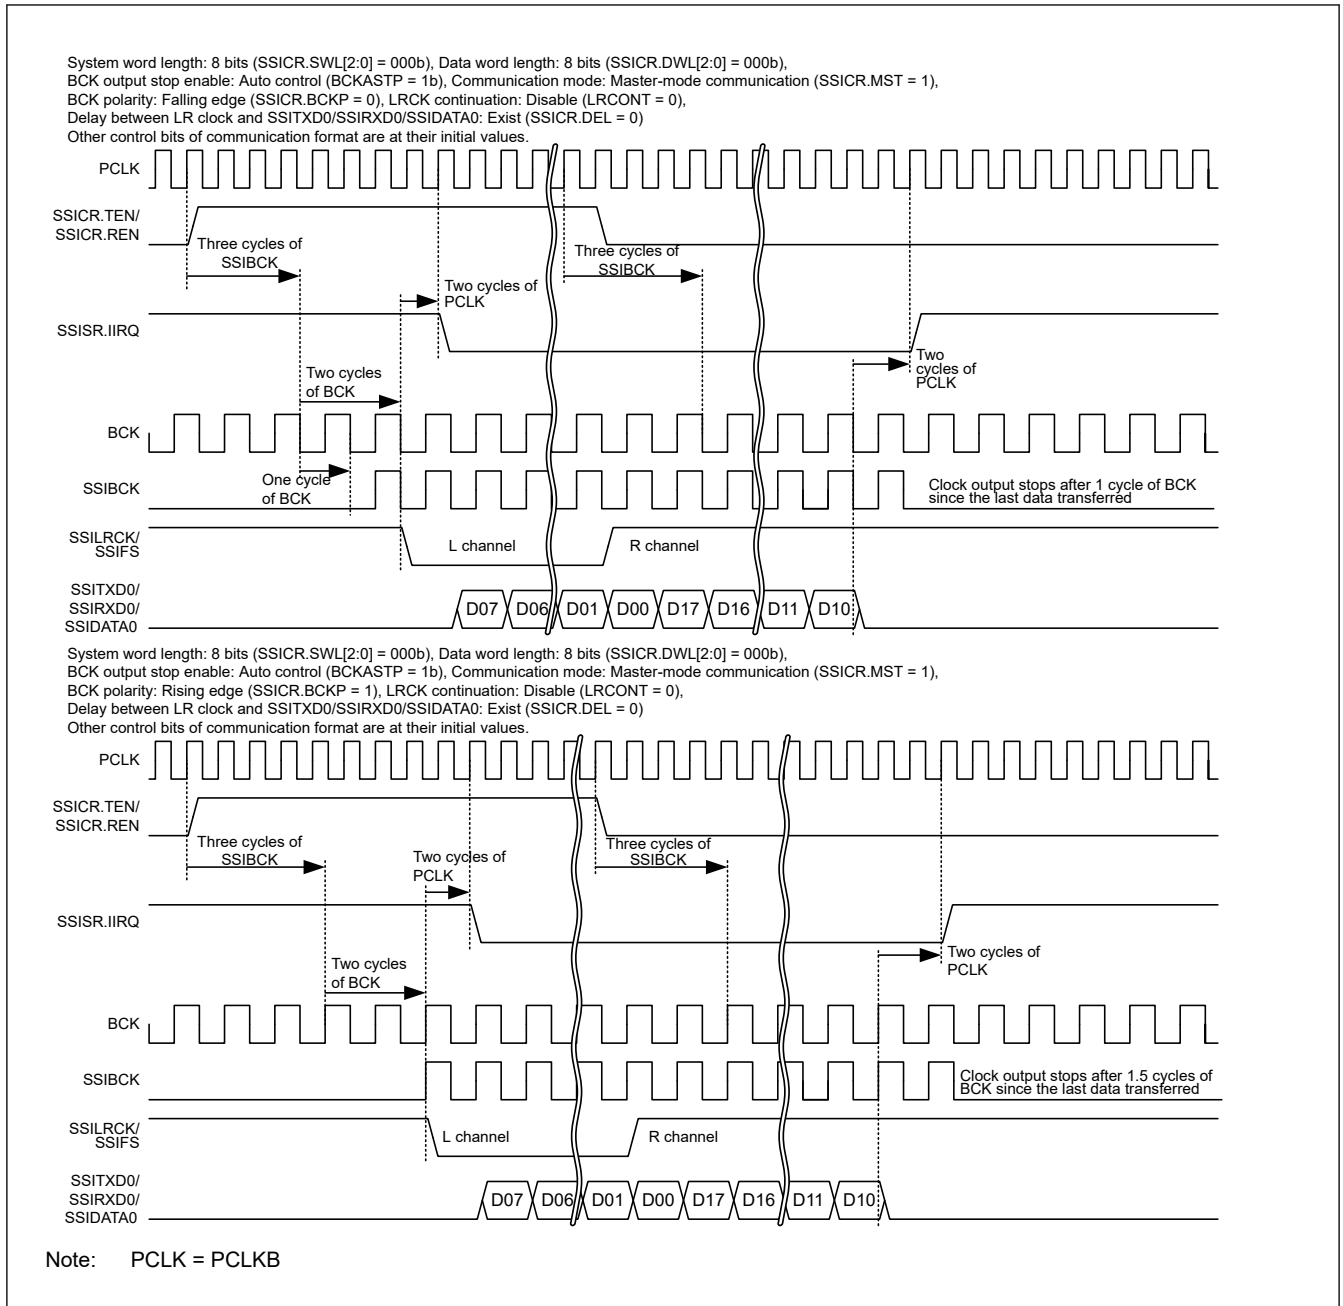 System word length: 8 bits (SSICR.SWL[2:0] = 000b), Data word length: 8 bits (SSICR.DWL[2:0] = 000b),
BCK output stop enable: Auto control (BCKASTP = 1b), Communication mode: Master-mode communication (SSICR.MST = 1),
BCK polarity: Falling edge (SSICR.BCKP = 0), LRCK continuation: Disable (LRCONT = 0),
Delay between LR clock and SSITXD0/SSIRXD0/SSIDATA0: Exist (SSICR.DEL = 0)
Other control bits of communication format are at their initial values.
PCLK
SSICR.TEN/
SSICR.REN
Three cycles of
SSIBCK
Three cycles of
SSIBCK
Two cycles of
PCLK
SSISR.IIRQ
Two
cycles of
PCLK
Two cycles
of BCK
BCK
One cycle
of BCK
SSIBCK
Clock output stops after 1 cycle of BCK
since the last data transferred
SSILRCK/
SSIFS
L channel
R channel
SSITXD0/
SSIRXD0/
SSIDATA0
D07 D06 D01 D00 D17 D16 D11 D10
System word length: 8 bits (SSICR.SWL[2:0] = 000b), Data word length: 8 bits (SSICR.DWL[2:0] = 000b),
BCK output stop enable: Auto control (BCKASTP = 1b), Communication mode: Master-mode communication (SSICR.MST = 1),
BCK polarity: Rising edge (SSICR.BCKP = 1), LRCK continuation: Disable (LRCONT = 0),
Delay between LR clock and SSITXD0/SSIRXD0/SSIDATA0: Exist (SSICR.DEL = 0)
Other control bits of communication format are at their initial values.
PCLK
SSICR.TEN/
SSICR.REN
Three cycles of
SSIBCK
Two cycles of
PCLK
Three cycles of
SSIBCK
SSISR.IIRQ
Two cycles of
PCLK
Two cycles
of BCK
BCK
SSIBCK
Clock output stops after 1.5 cycles of
BCK since the last data transferred
SSILRCK/
SSIFS
L channel
R channel
SSITXD0/
SSIRXD0/
SSIDATA0
D07 D06 D01 D00 D17 D16 D11 D10
Note: PCLK = PCLKB